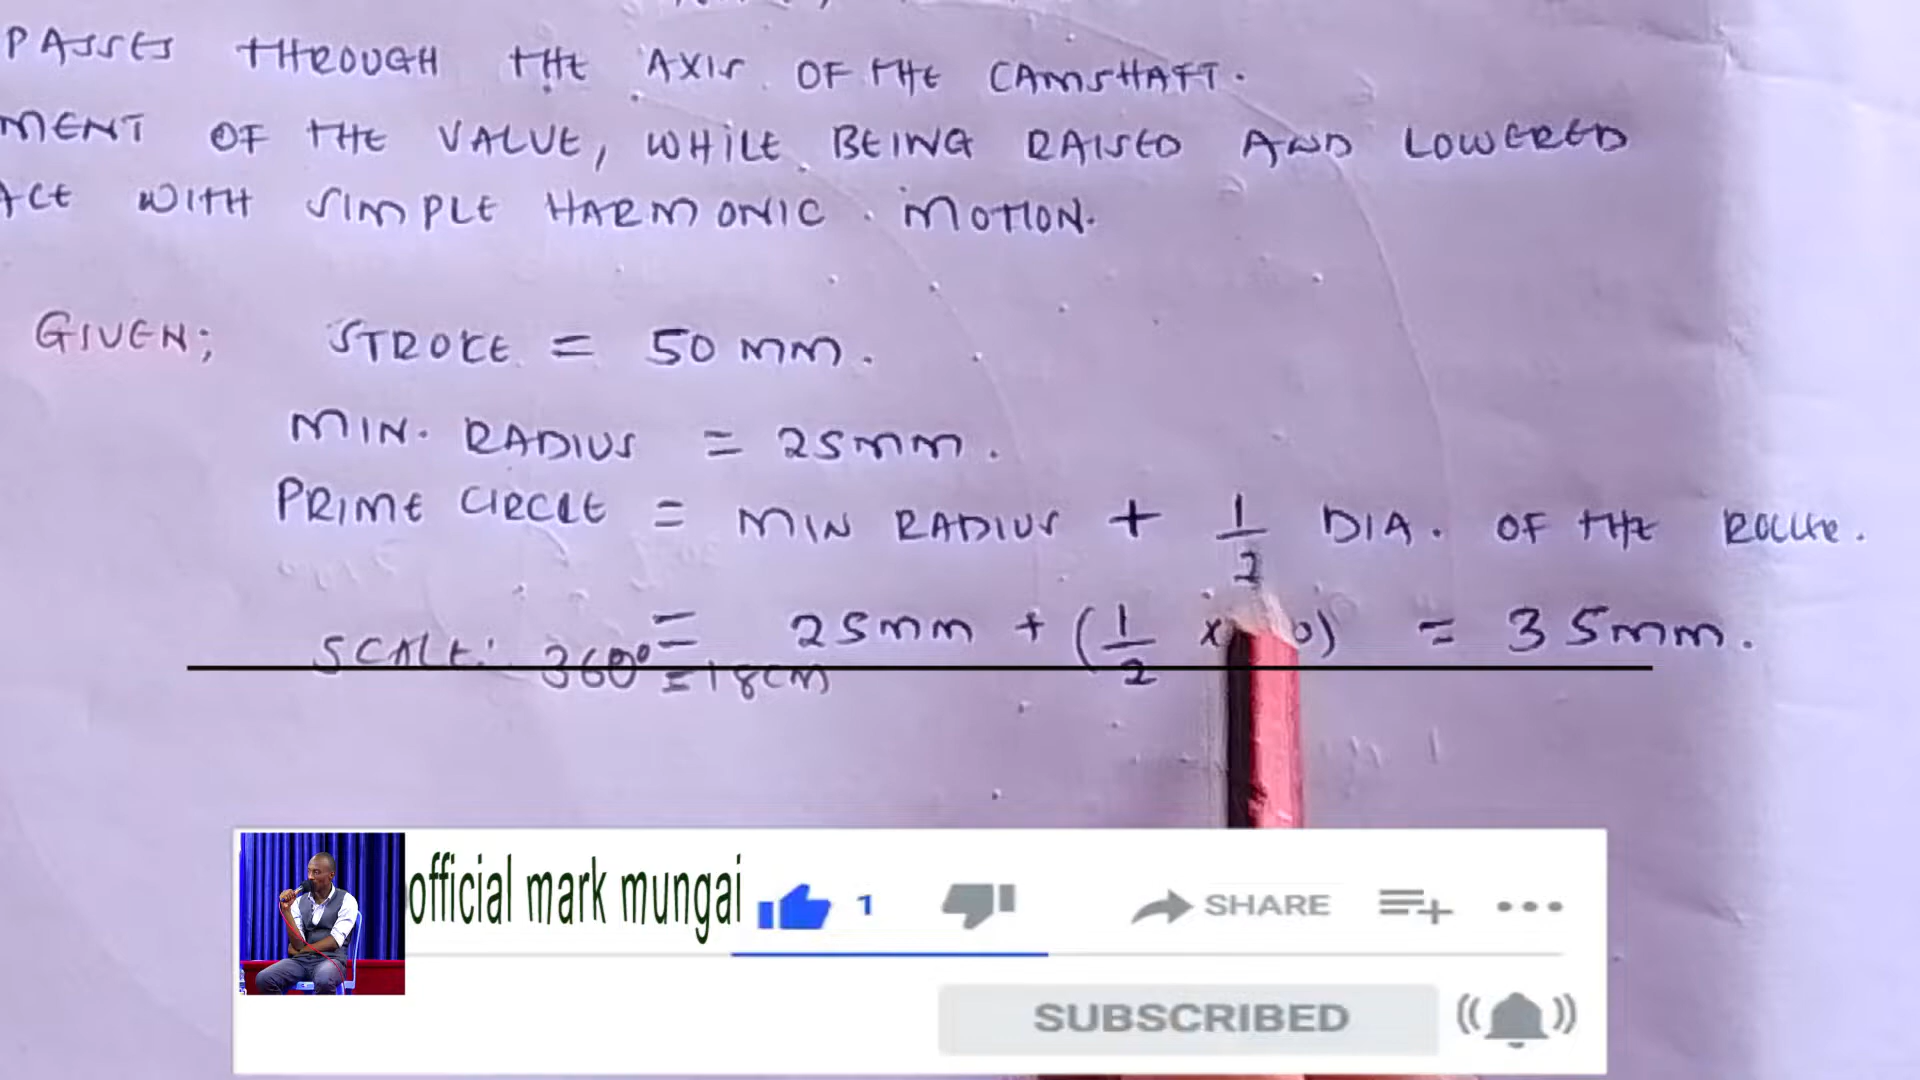 PASSES THROUGH THE AXIS OF THE CAMSHAFT.
MENT OF THE VALUE, WHILE BEING RAISED AND LOWERED
ACE WITH SIMPLE HARMONIC MOTION.
GIVEN; STROKE = 50 mm.
MIN. RADIUS = 25mm.
PRIME CIRCLE = MIN RADIUS + 1/2 DIA. OF THE ROLLER.
= 25mm + (1/2 × 0) = 35mm.
SCALE: 360° = 18cm
official mark mungai
1
SHARE
SUBSCRIBED